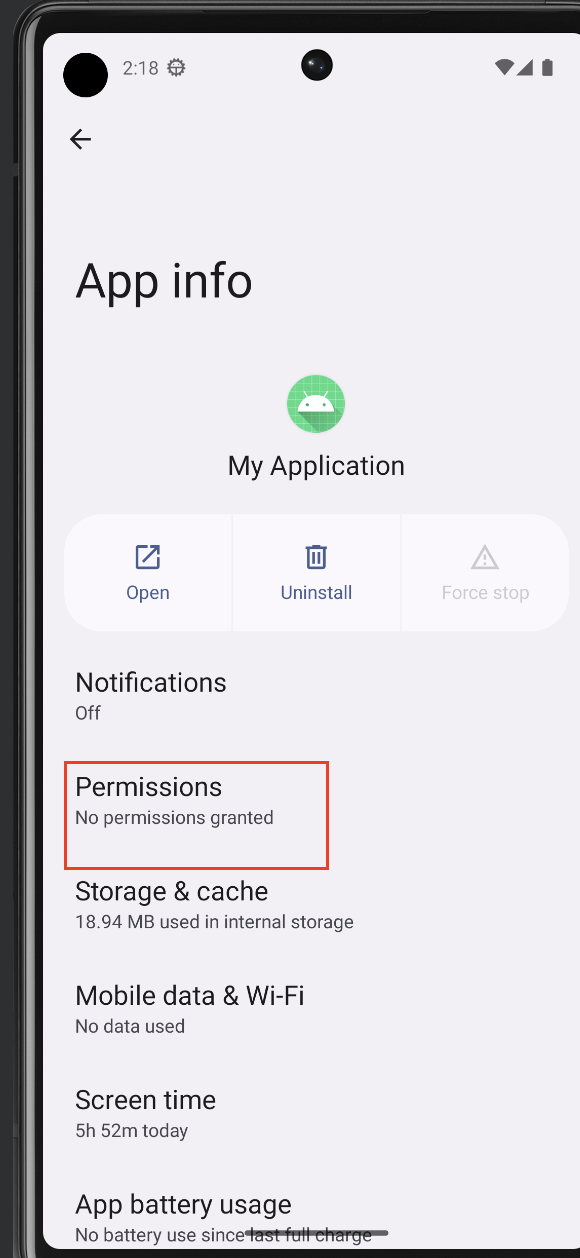 2:18
App info
My Application
Open
Uninstall
Force stop
Notifications
Off
Permissions
No permissions granted
Storage & cache
18.94 MB used in internal storage
Mobile data & Wi-Fi
No data used
Screen time
5h 52m today
App battery usage
No battery use since last full charge